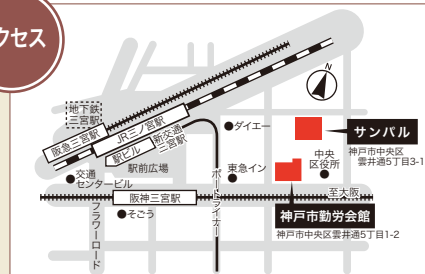 クセス
N
地下鉄
三宮駅
阪急三宮駅
JR三ノ宮駅
駅ビル
新交通
三宮駅
駅前広場
ダイエー
サンパル
神戸市中央区
雲井通5丁目3-1
中央
区役所
東急イン
交通
センタービル
阪神三宮駅
至大阪
そごう
フラワーロード
ポートライナー
神戸市勤労会館
神戸市中央区雲井通5丁目1-2